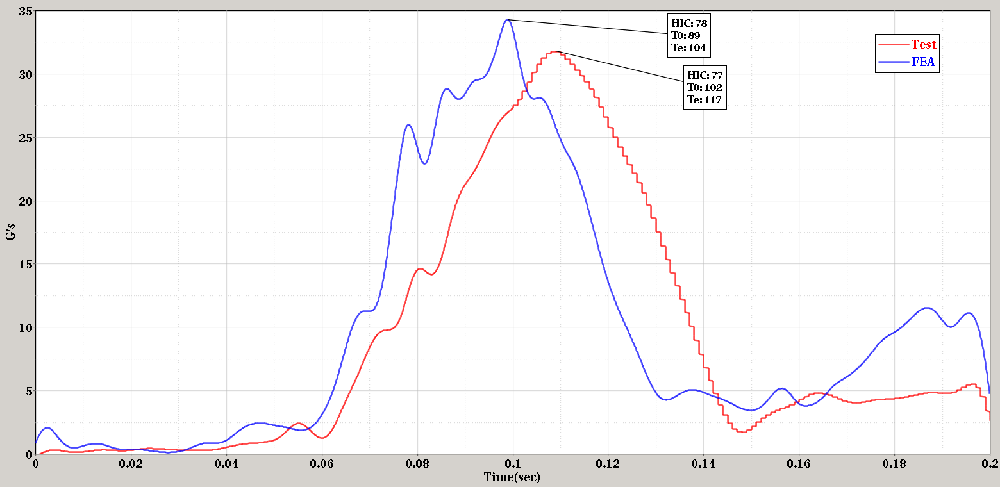 35
30
25
20
15
10
5
0
G's
HIC: 78
T0: 89
Te: 104
HIC: 77
T0: 102
Te: 117
Test
FEA
0 0.02 0.04 0.06 0.08 0.1 0.12 0.14 0.16 0.18 0.2
Time(sec)